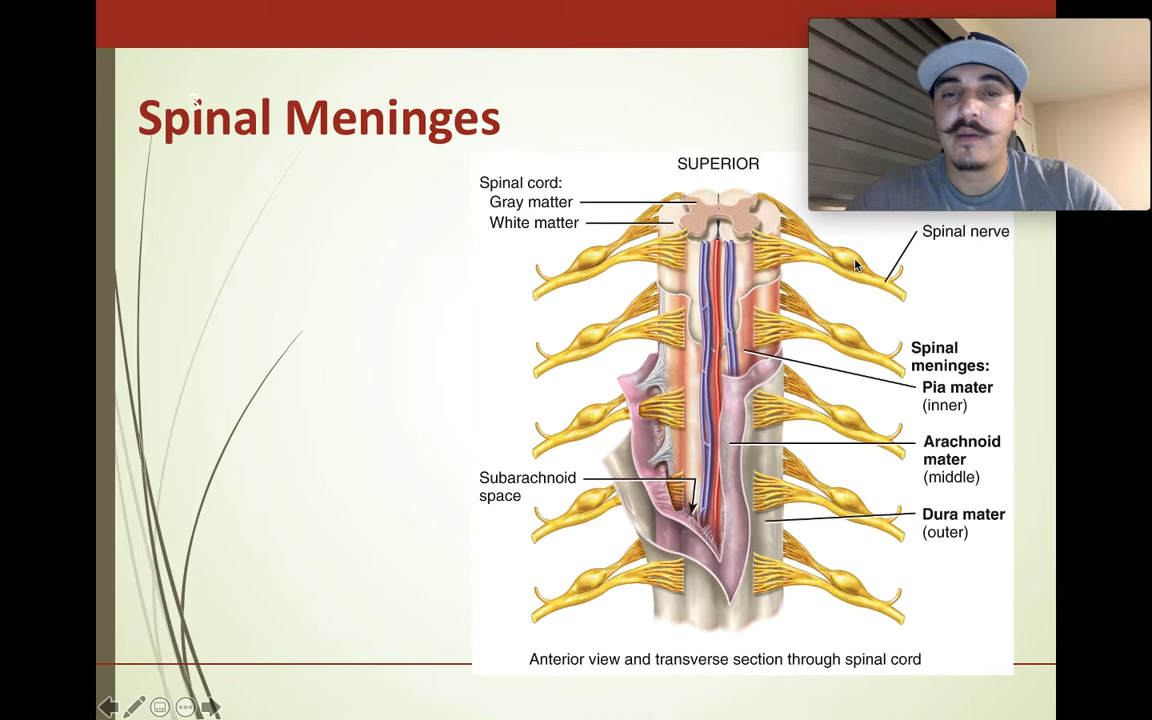 Spinal Meninges
SUPERIOR
Spinal cord:
Gray matter
White matter
Spinal nerve
Spinal
meninges:
Pia mater
(inner)
Arachnoid
mater
(middle)
Subarachnoid
space
Dura mater
(outer)
Anterior view and transverse section through spinal cord